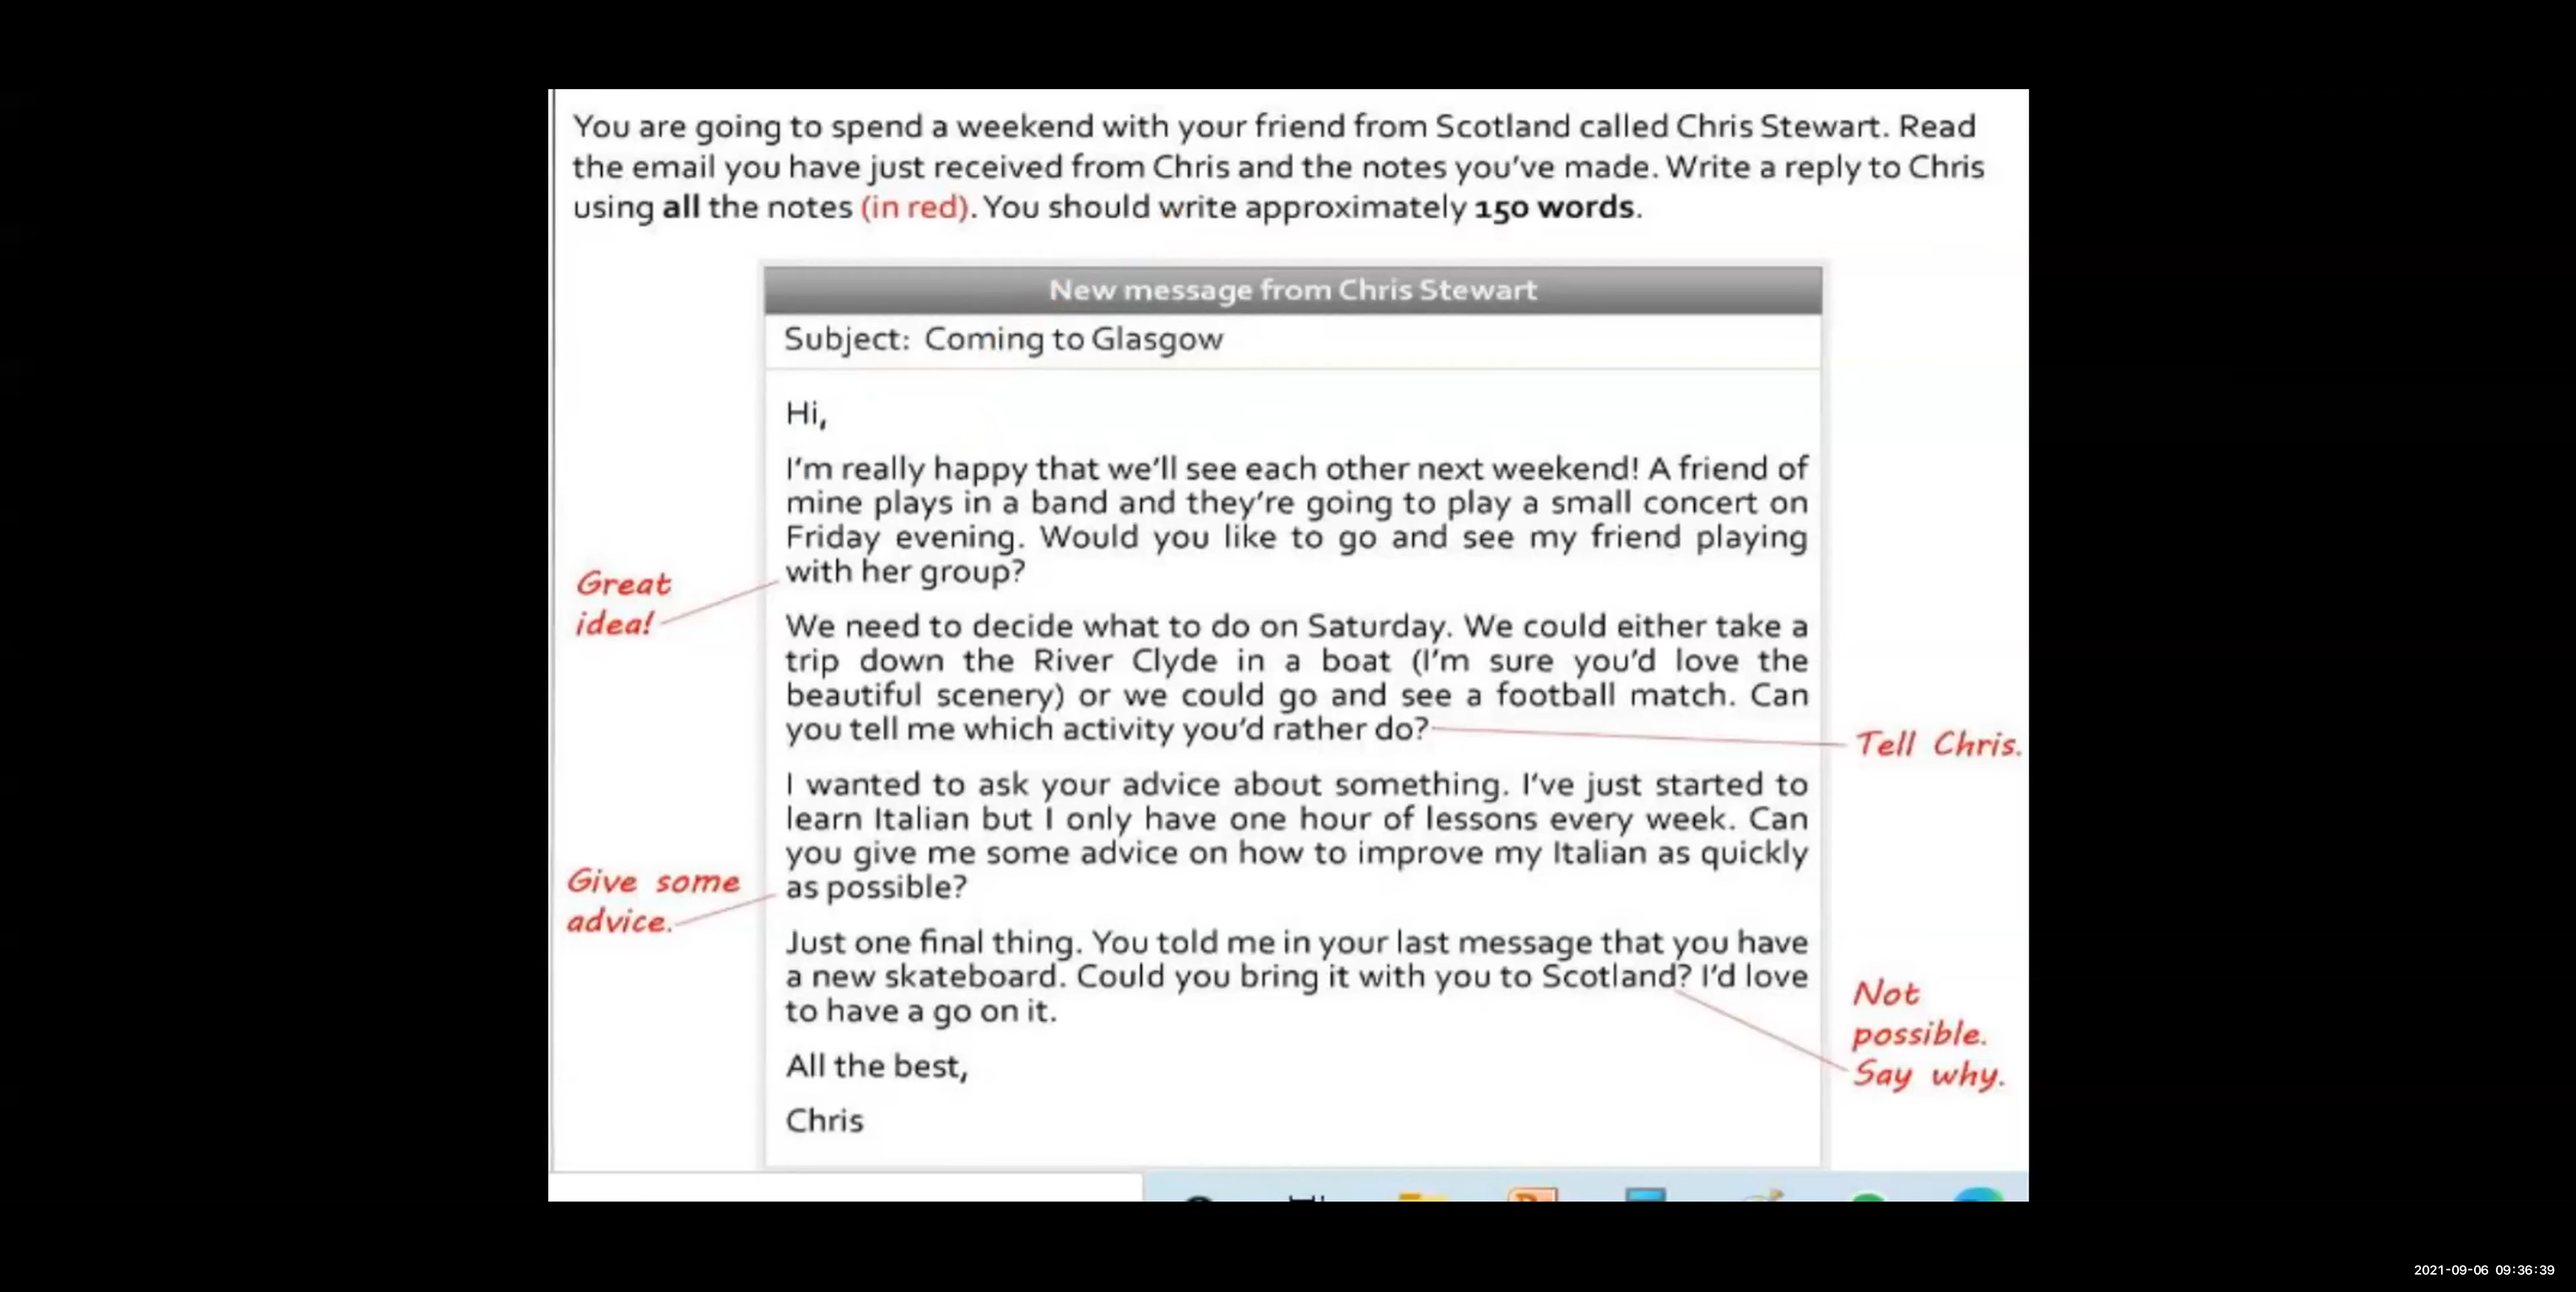 You are going to spend a weekend with your friend from Scotland called Chris Stewart. Read
the email you have just received from Chris and the notes you've made. Write a reply to Chris
using all the notes (in red). You should write approximately 150 words.
New message from Chris Stewart
Subject: Coming to Glasgow
Hi,
I'm really happy that we'll see each other next weekend! A friend of
mine plays in a band and they're going to play a small concert on
Friday evening. Would you like to go and see my friend playing
with her group?
Great
idea!
We need to decide what to do on Saturday. We could either take a
trip down the River Clyde in a boat (I'm sure you'd love the
beautiful scenery) or we could go and see a football match. Can
you tell me which activity you'd rather do?
Tell Chris.
I wanted to ask your advice about something. I've just started to
learn Italian but I only have one hour of lessons every week. Can
you give me some advice on how to improve my Italian as quickly
as possible?
Give some
advice.
Just one final thing. You told me in your last message that you have
a new skateboard. Could you bring it with you to Scotland? I'd love
to have a go on it.
Not
possible.
Say why.
All the best,
Chris
2021-09-06 09:36:39